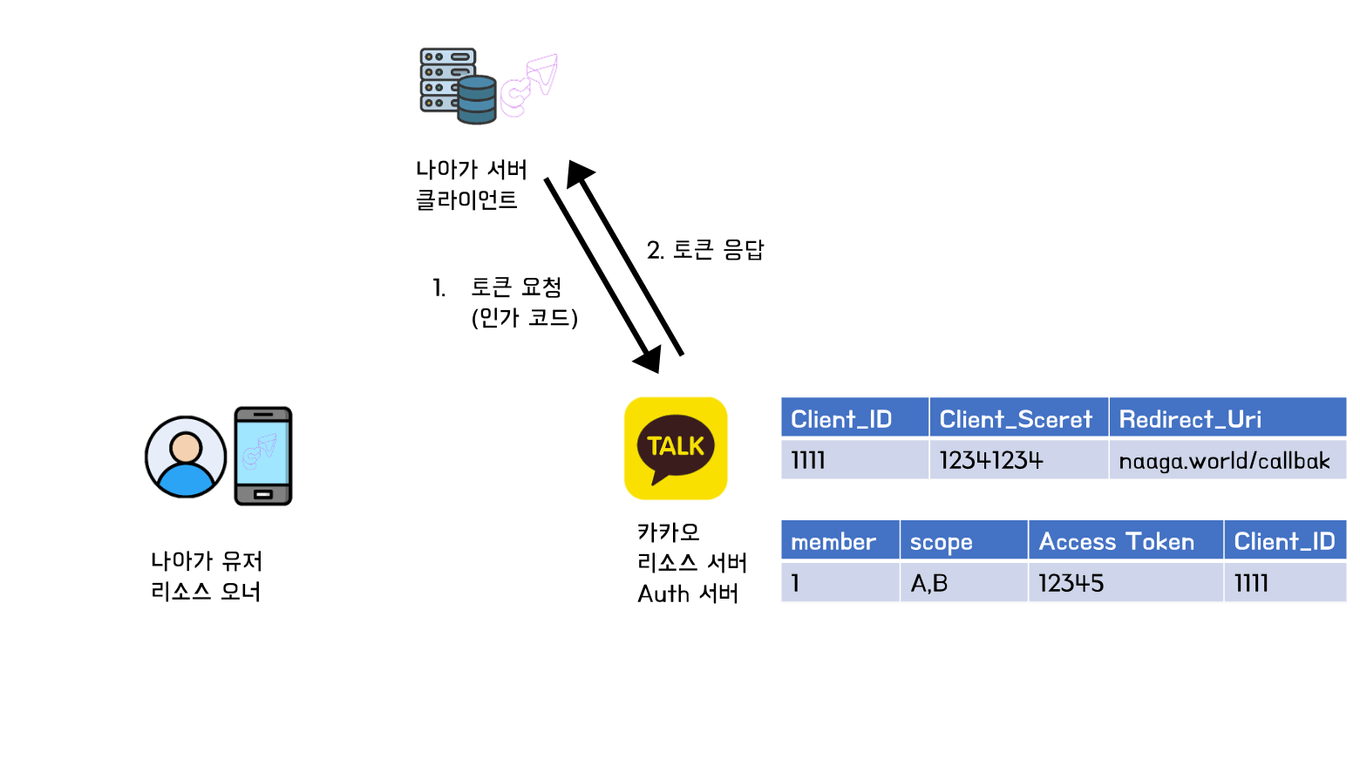 나아가 서버
클라이언트
2. 토큰 응답
1. 토큰 요청
(인가 코드)
TALK
Client_ID Client_Sceret Redirect_Uri
1111 12341234 naaga.world/callbak
카카오
리소스 서버
Auth 서버
member scope Access Token Client_ID
1 A,B 12345 1111
나아가 유저
리소스 오너